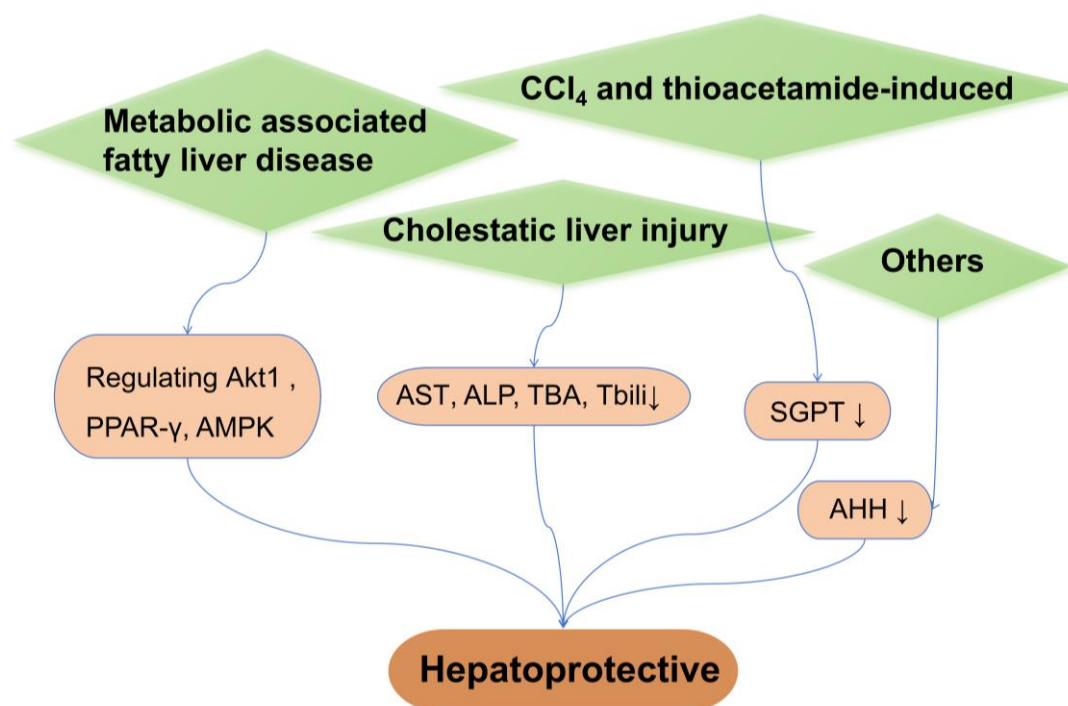 CCl₄ and thioacetamide-induced
Metabolic associated
fatty liver disease
Cholestatic liver injury
Others
Regulating Akt1 ,
PPAR-γ, AMPK
AST, ALP, TBA, Tbili↓
SGPT ↓
AHH ↓
Hepatoprotective